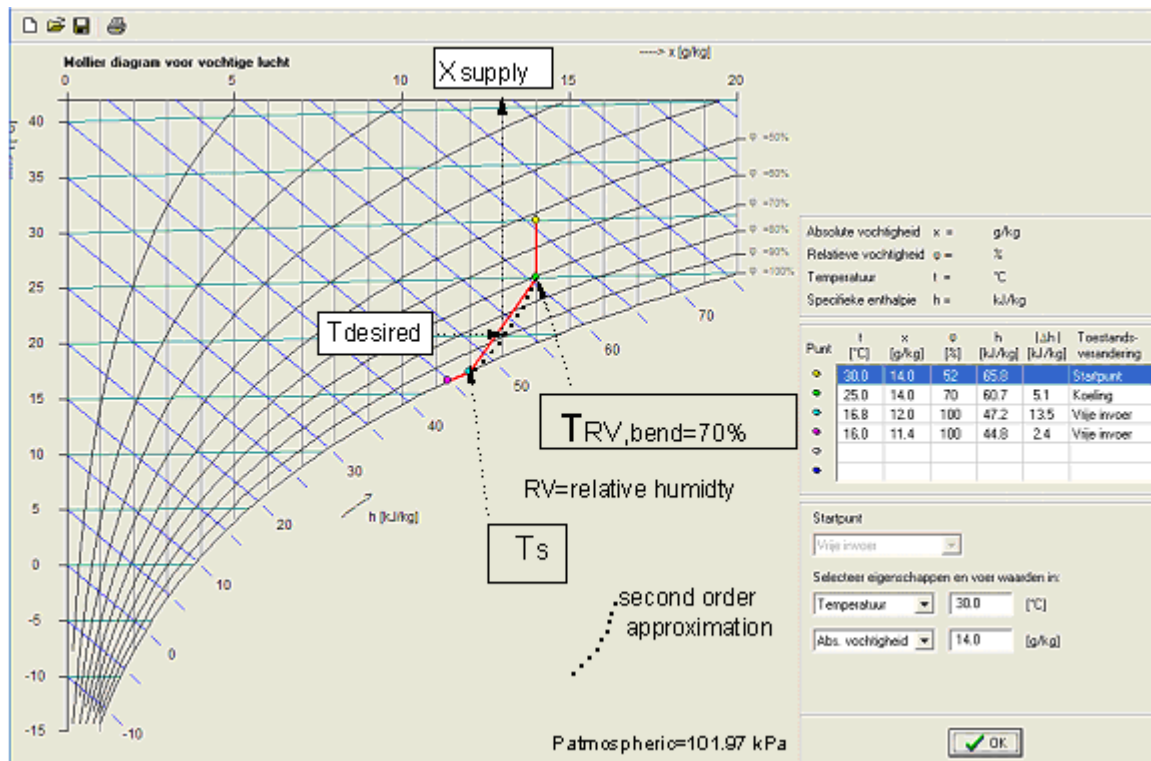 Mollier diagram voor vochtige lucht
----> x [g/kg]
0 5 10 15 20
X supply
40
35
30
25
20
15
10
5
0
-5
-10
-15
φ =50%
φ =60%
φ =70%
φ =80%
φ =90%
φ =100%
T desired
70
60
50
40
30
20
10
0
-10
h [kJ/kg]
TRV,bend=70%
RV=relative humidty
Ts
second order
approximation
Patmospheric=101.97 kPa
Absolute vochtigheid x = g/kg
Relatieve vochtigheid φ = %
Temperatuur t = °C
Specifieke enthalpie h = kJ/kg
Punt t x φ h |Δh| Toestands-
[°C] [g/kg] [%] [kJ/kg] [kJ/kg] verandering
30.0 14.0 52 65.8 Startpunt
25.0 14.0 70 60.7 5.1 Koeling
16.8 12.0 100 47.2 13.5 Vrije invoer
16.0 11.4 100 44.8 2.4 Vrije invoer
Startpunt
Vrije invoer
Selecteer eigenschappen en voer waarden in:
Temperatuur 30.0 [°C]
Abs. vochtigheid 14.0 [g/kg]
OK